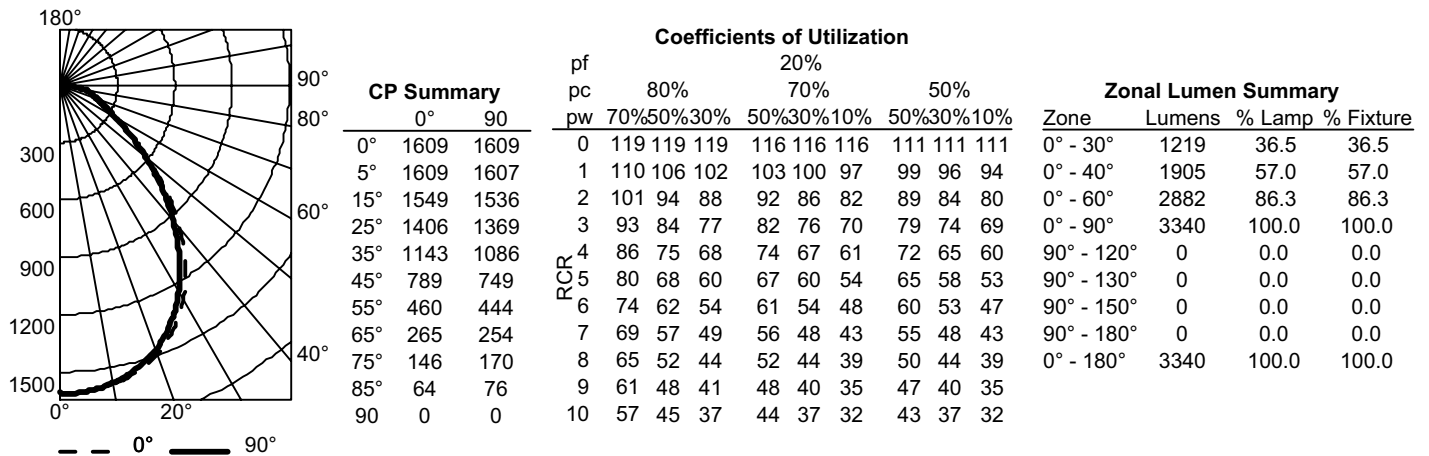 180°
90°
80°
60°
40°
300
600
900
1200
1500
0° 20°
0° 90°
CP Summary
0° 90
0° 1609 1609
5° 1609 1607
15° 1549 1536
25° 1406 1369
35° 1143 1086
45° 789 749
55° 460 444
65° 265 254
75° 146 170
85° 64 76
90 0 0
Coefficients of Utilization
pf 20%
pc 80% 70% 50%
pw 70%50%30% 50%30%10% 50%30%10%
RCR
0 119 119 119 116 116 116 111 111 111
1 110 106 102 103 100 97 99 96 94
2 101 94 88 92 86 82 89 84 80
3 93 84 77 82 76 70 79 74 69
4 86 75 68 74 67 61 72 65 60
5 80 68 60 67 60 54 65 58 53
6 74 62 54 61 54 48 60 53 47
7 69 57 49 56 48 43 55 48 43
8 65 52 44 52 44 39 50 44 39
9 61 48 41 48 40 35 47 40 35
10 57 45 37 44 37 32 43 37 32
Zonal Lumen Summary
Zone Lumens % Lamp % Fixture
0° - 30° 1219 36.5 36.5
0° - 40° 1905 57.0 57.0
0° - 60° 2882 86.3 86.3
0° - 90° 3340 100.0 100.0
90° - 120° 0 0.0 0.0
90° - 130° 0 0.0 0.0
90° - 150° 0 0.0 0.0
90° - 180° 0 0.0 0.0
0° - 180° 3340 100.0 100.0